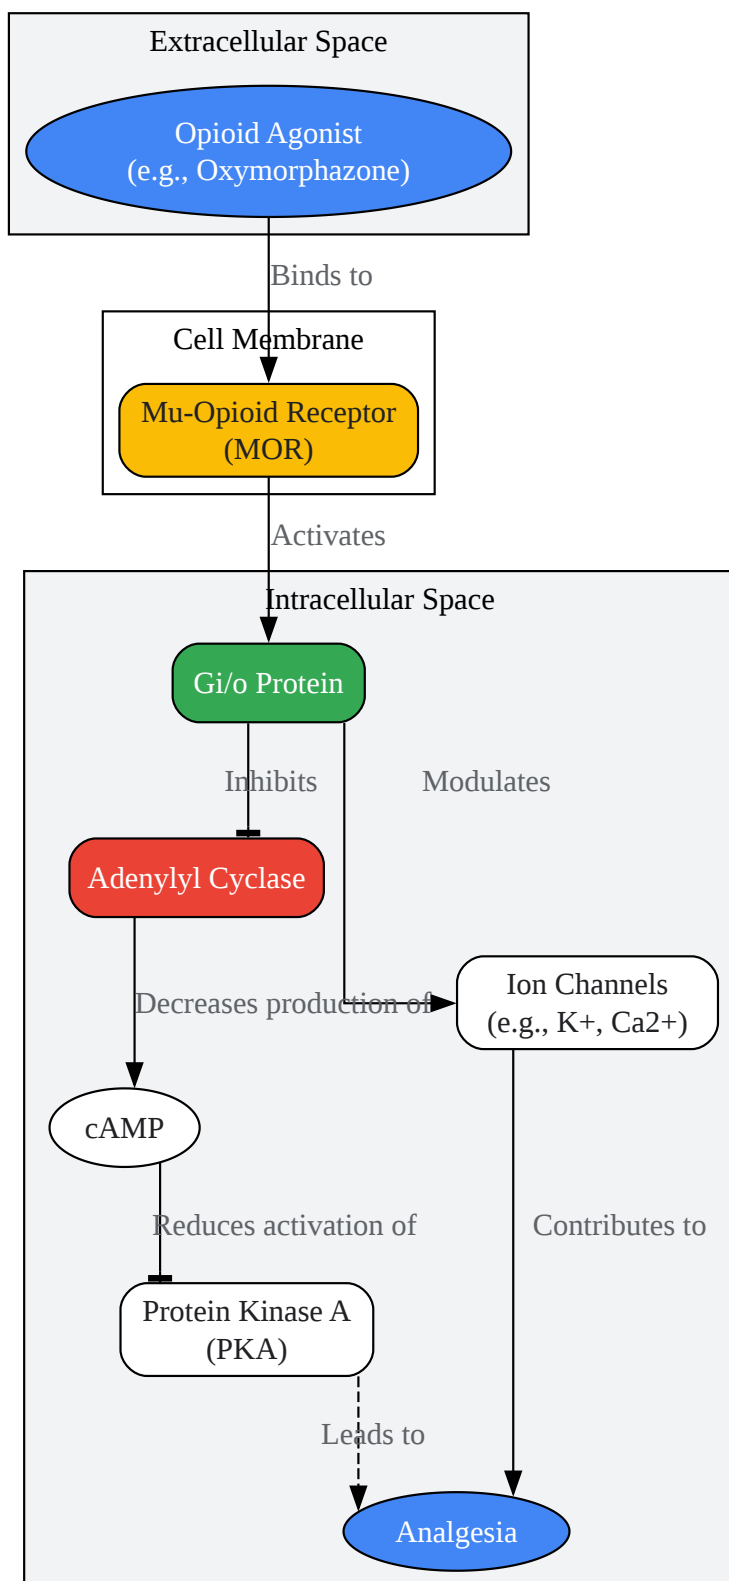 Extracellular Space
Opioid Agonist
(e.g., Oxymorphazone)
Binds to
Cell Membrane
Mu-Opioid Receptor
(MOR)
Activates
Intracellular Space
Gi/o Protein
Inhibits
Modulates
Adenylyl Cyclase
Decreases production of
Ion Channels
(e.g., K+, Ca2+)
cAMP
Reduces activation of
Contributes to
Protein Kinase A
(PKA)
Leads to
Analgesia